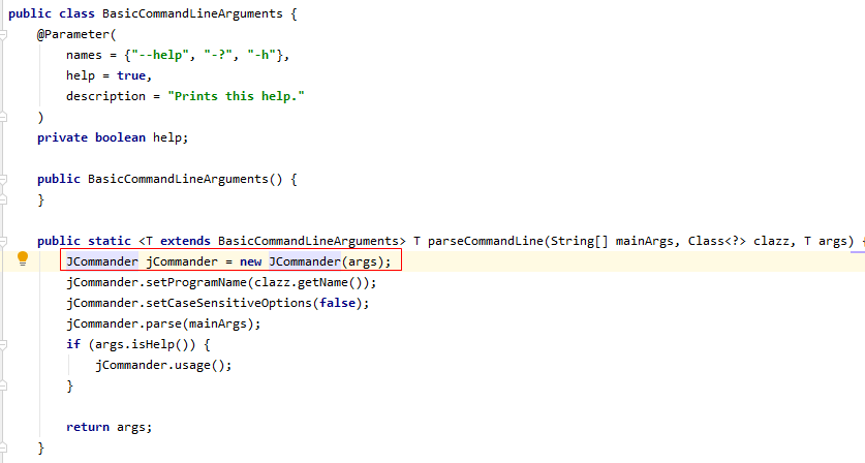 public class BasicCommandLineArguments {
    @Parameter(
        names = {"--help", "-?", "-h"},
        help = true,
        description = "Prints this help."
    )
    private boolean help;

    public BasicCommandLineArguments() {
    }

    public static <T extends BasicCommandLineArguments> T parseCommandLine(String[] mainArgs, Class<?> clazz, T args) {
        JCommander jCommander = new JCommander(args);
        jCommander.setProgramName(clazz.getName());
        jCommander.setCaseSensitiveOptions(false);
        jCommander.parse(mainArgs);
        if (args.isHelp()) {
            jCommander.usage();
        }

        return args;
    }